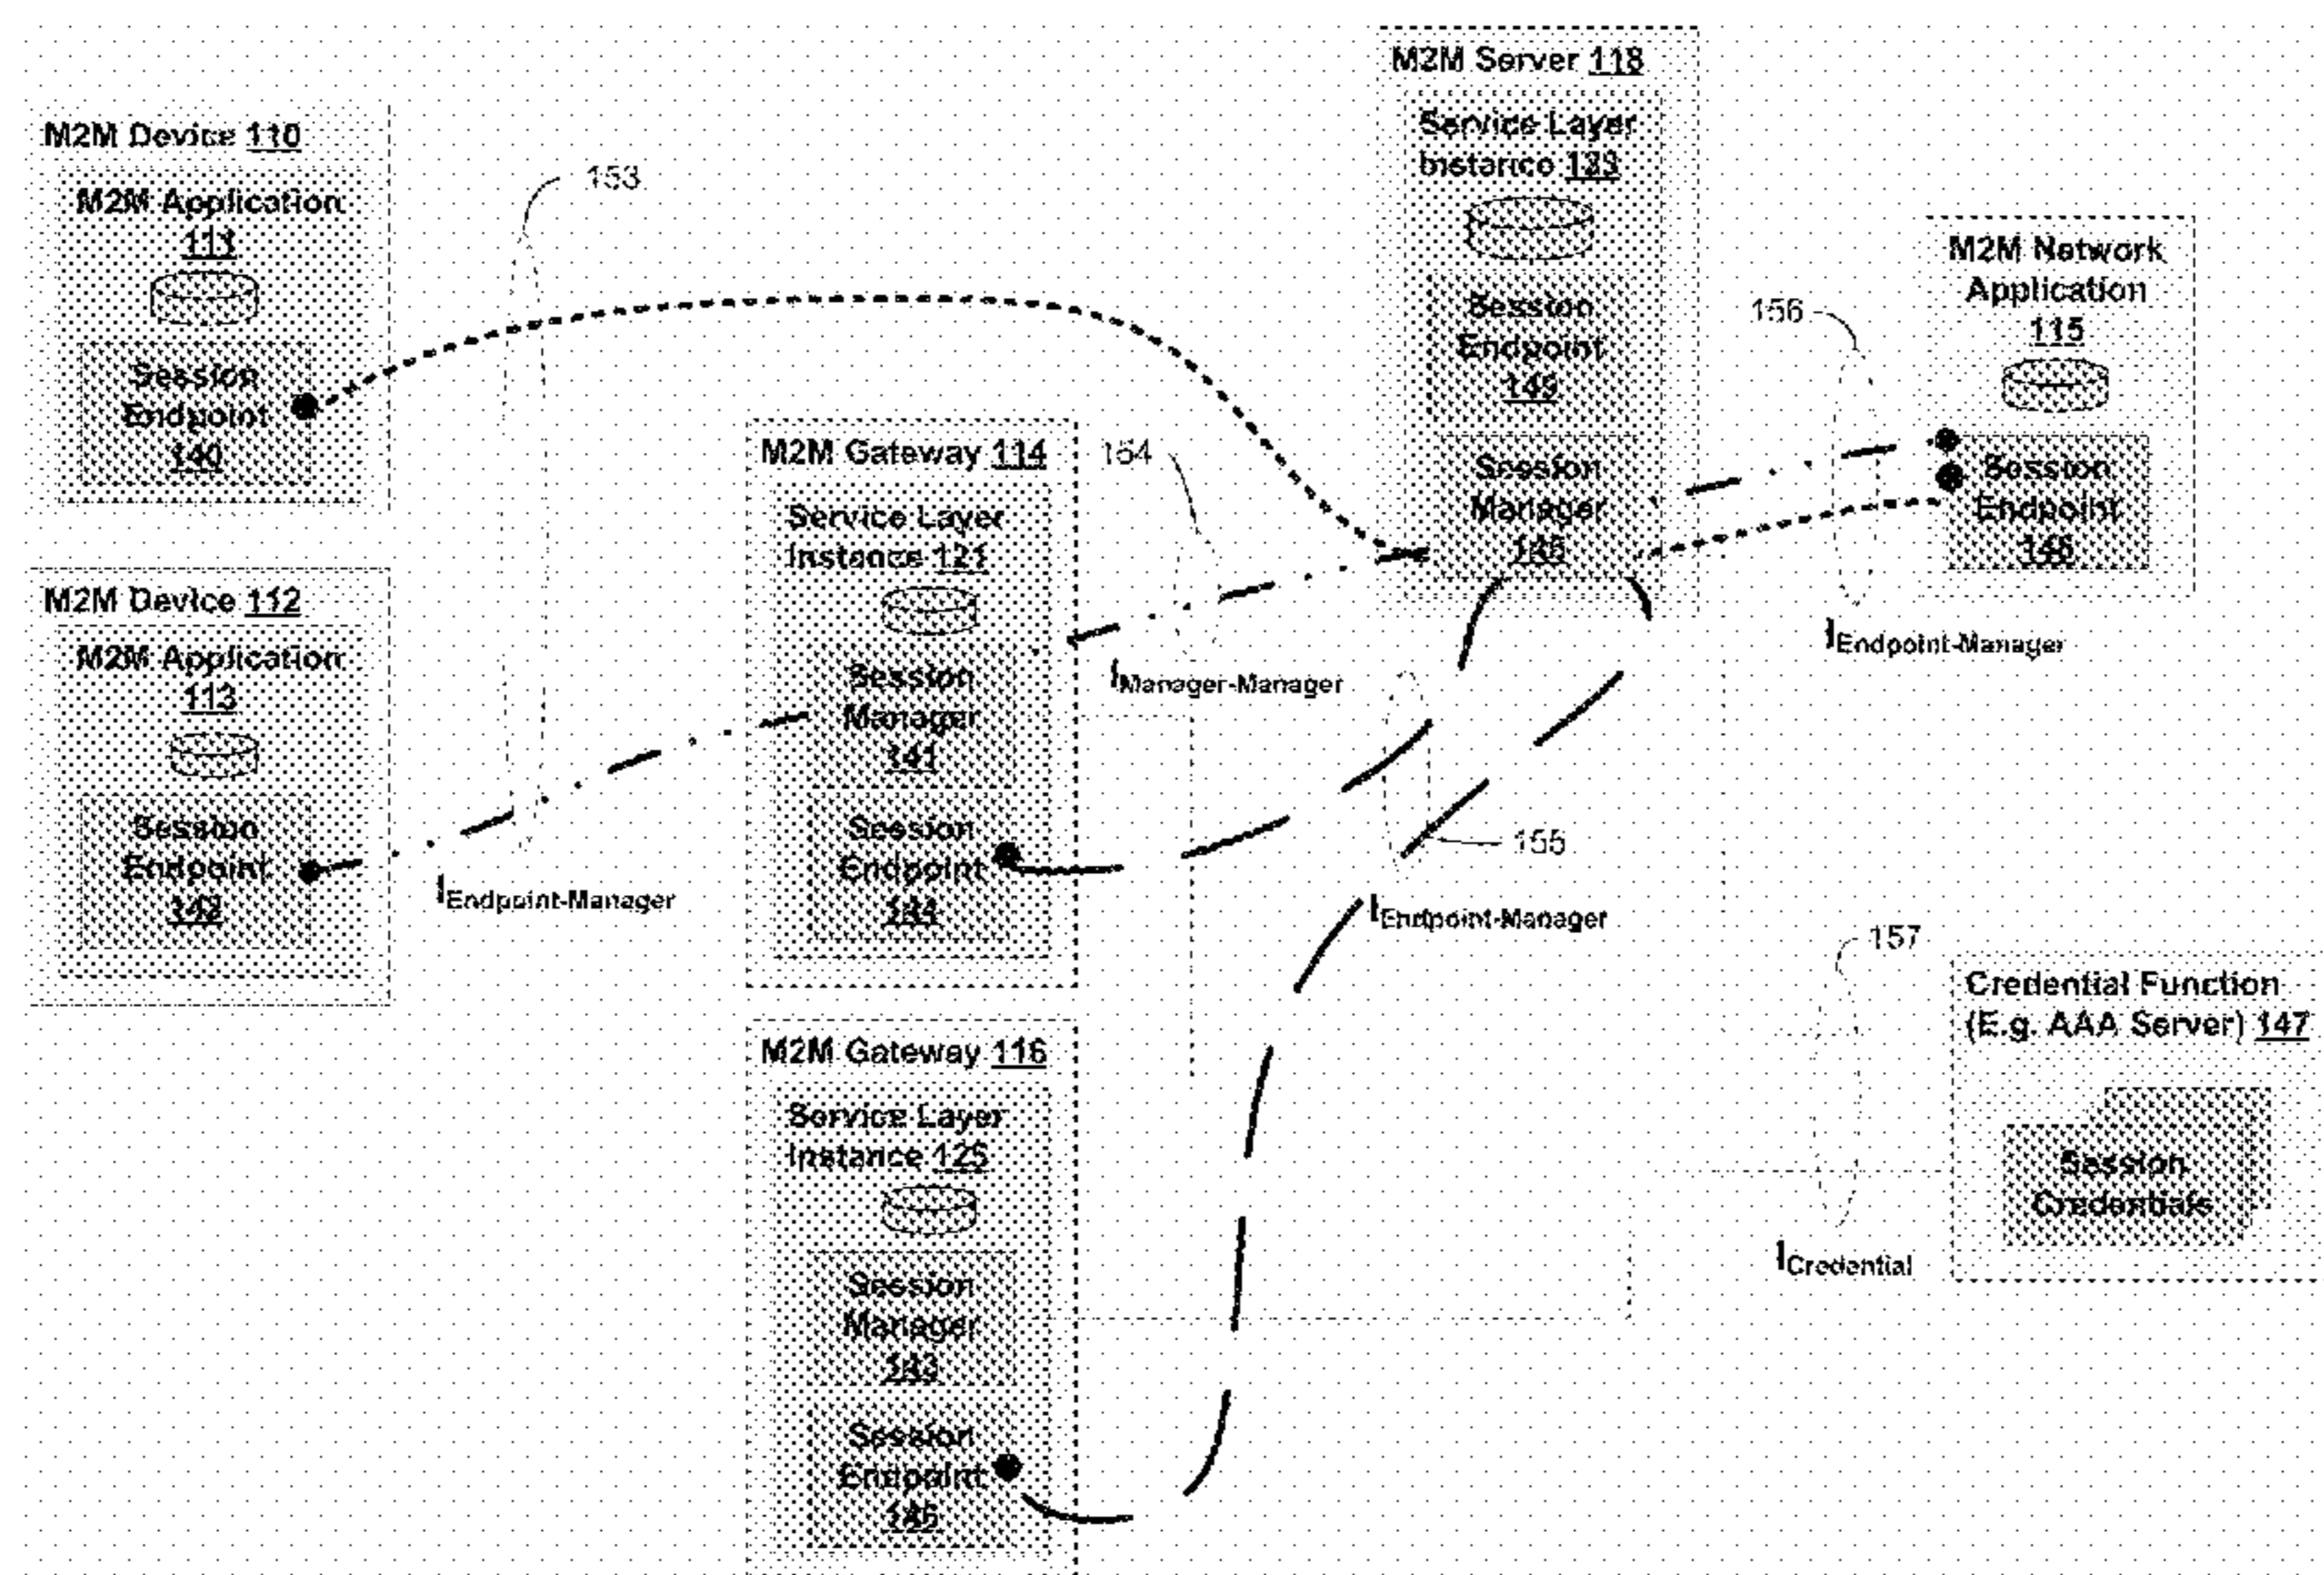 M2M Device 110
M2M Application
111
Session
Endpoint
140
153
M2M Device 112
M2M Application
113
Session
Endpoint
142
IEndpoint-Manager
M2M Gateway 114
Service Layer
Instance 121
Session
Manager
141
Session
Endpoint
144
154
IManager-Manager
M2M Gateway 116
Service Layer
Instance 125
Session
Manager
Session
Endpoint
M2M Server 118
Service Layer
Instance 123
Session
Endpoint
149
Session
Manager
155
IEndpoint-Manager
156
IEndpoint-Manager
M2M Network
Application
115
Session
Endpoint
157
ICredential
Credential Function
(E.g. AAA Server) 147
Session
Credentials